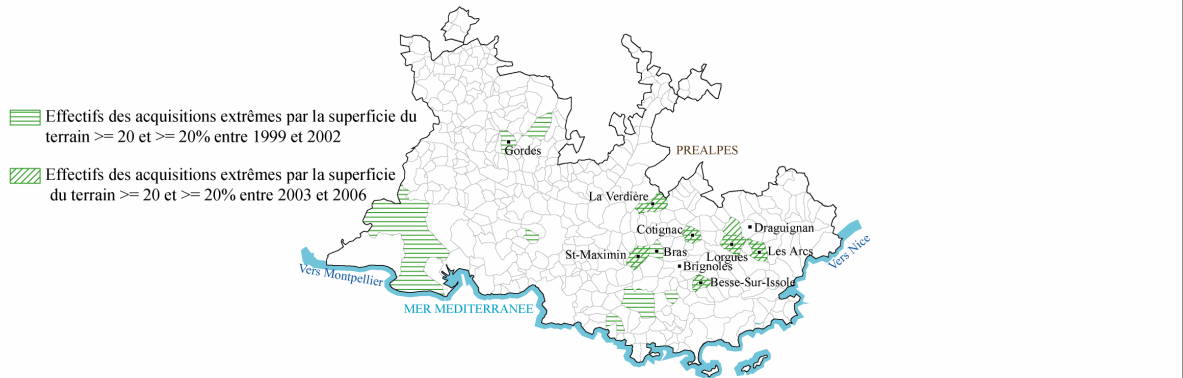 Effectifs des acquisitions extrêmes par la superficie du
terrain >= 20 et >= 20% entre 1999 et 2002
Effectifs des acquisitions extrêmes par la superficie
du terrain >= 20 et >= 20% entre 2003 et 2006
Gordes
PREALPES
La Verdière
Cotignac
Draguignan
St-Maximin
Bras
Lorgues
Les Arcs
Brignoles
Besse-Sur-Issole
Vers Nice
Vers Montpellier
MER MEDITERRANEE